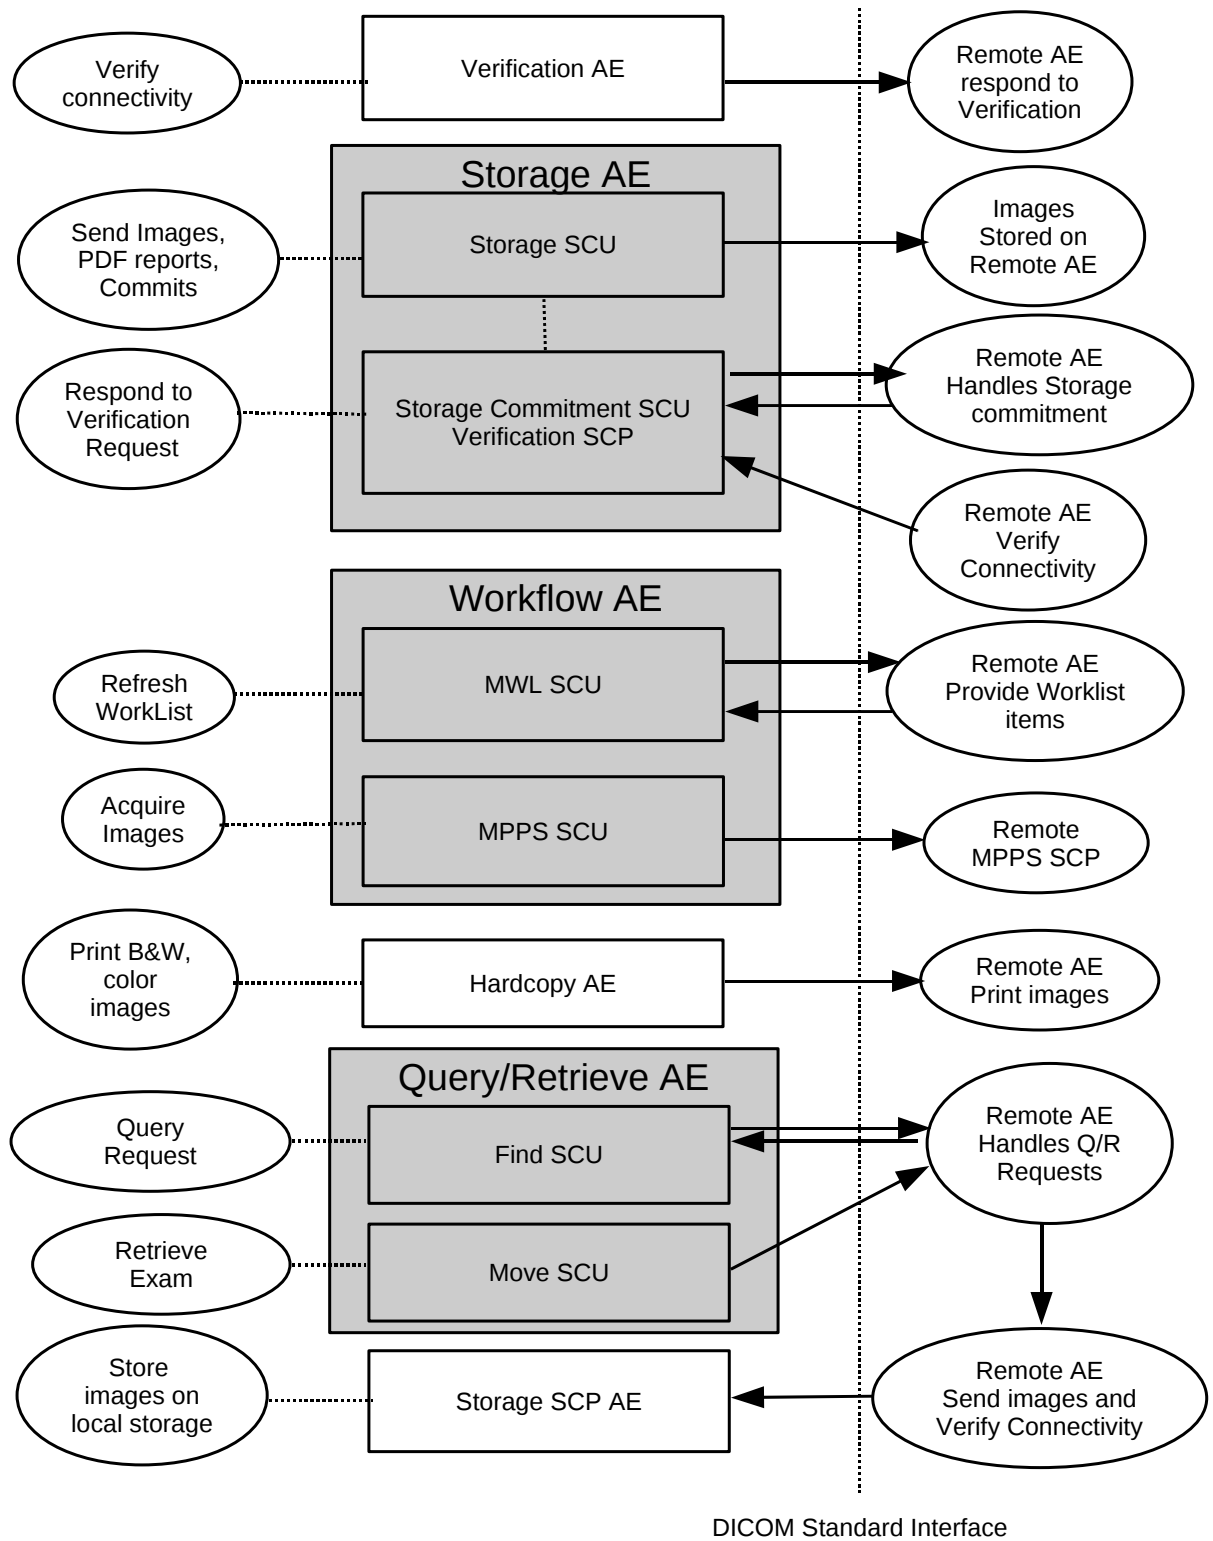 Verify
connectivity
Verification AE
Remote AE
respond to
Verification
Storage AE
Send Images,
PDF reports,
Commits
Storage SCU
Images
Stored on
Remote AE
Respond to
Verification
Request
Storage Commitment SCU
Verification SCP
Remote AE
Handles Storage
commitment
Remote AE
Verify
Connectivity
Workflow AE
Refresh
WorkList
MWL SCU
Remote AE
Provide Worklist
items
Acquire
Images
MPPS SCU
Remote
MPPS SCP
Print B&W,
color
images
Hardcopy AE
Remote AE
Print images
Query/Retrieve AE
Query
Request
Find SCU
Remote AE
Handles Q/R
Requests
Retrieve
Exam
Move SCU
Store
images on
local storage
Storage SCP AE
Remote AE
Send images and
Verify Connectivity
DICOM Standard Interface